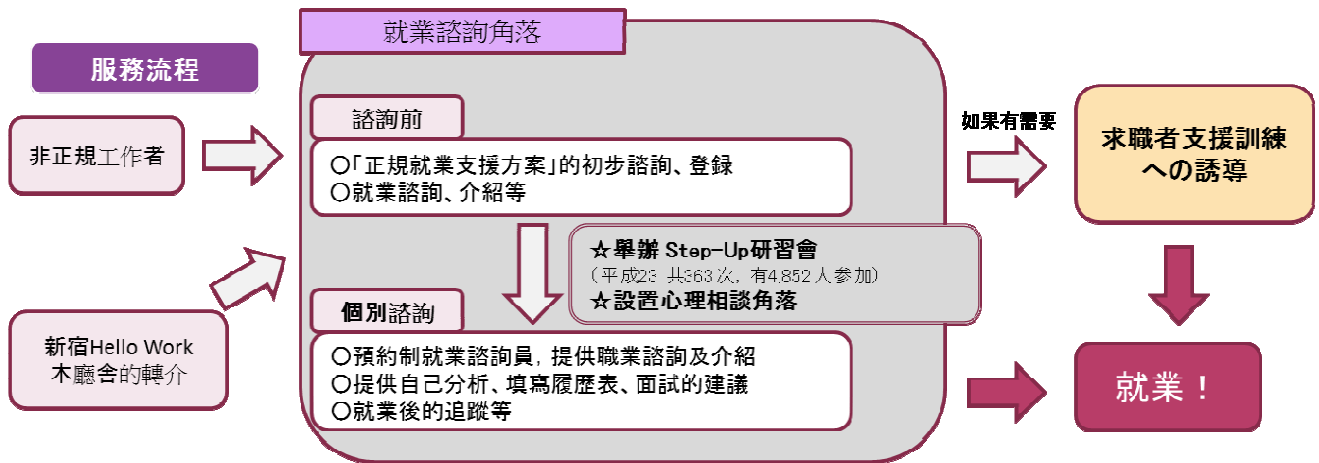 服務流程
非正規工作者
新宿Hello Work
木廳舍的轉介
就業諮詢角落
諮詢前
○「正規就業支援方案」的初步諮詢、登録
○就業諮詢、介紹等
☆舉辦 Step-Up研習會
（平成23 共363次, 有4,852人參加）
☆設置心理相談角落
個別諮詢
○預約制就業諮詢員, 提供職業諮詢及介紹
○提供自己分析、填寫履歷表、面試的建議
○就業後的追蹤等
如果有需要
求職者支援訓練
への誘導
就業！